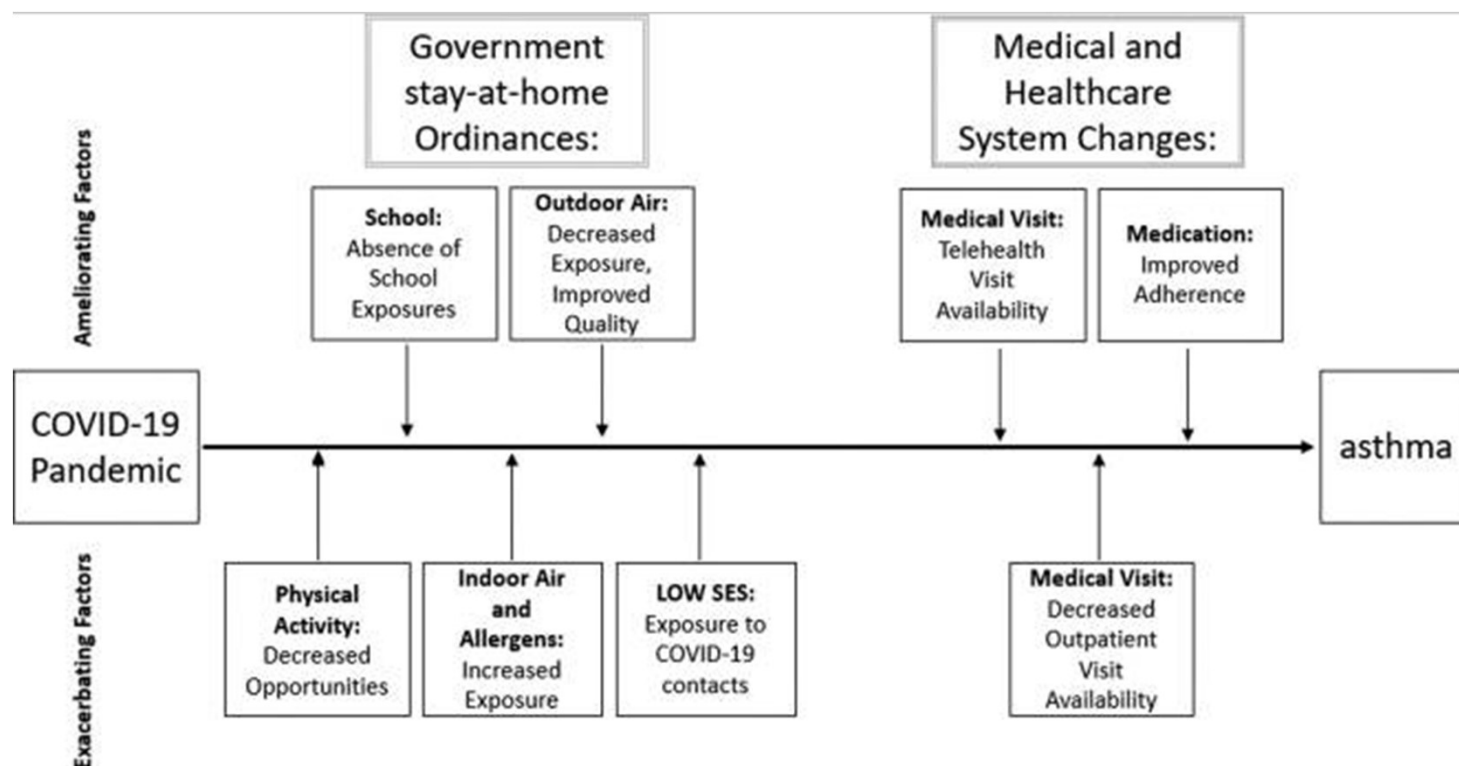 Government
stay-at-home
Ordinances:
Medical and
Healthcare
System Changes:
Ameliorating Factors
School:
Absence of
School
Exposures
Outdoor Air:
Decreased
Exposure,
Improved
Quality
Medical Visit:
Telehealth
Visit
Availability
Medication:
Improved
Adherence
COVID-19
Pandemic
asthma
Exacerbating Factors
Physical
Activity:
Decreased
Opportunities
Indoor Air
and
Allergens:
Increased
Exposure
LOW SES:
Exposure to
COVID-19
contacts
Medical Visit:
Decreased
Outpatient
Visit
Availability